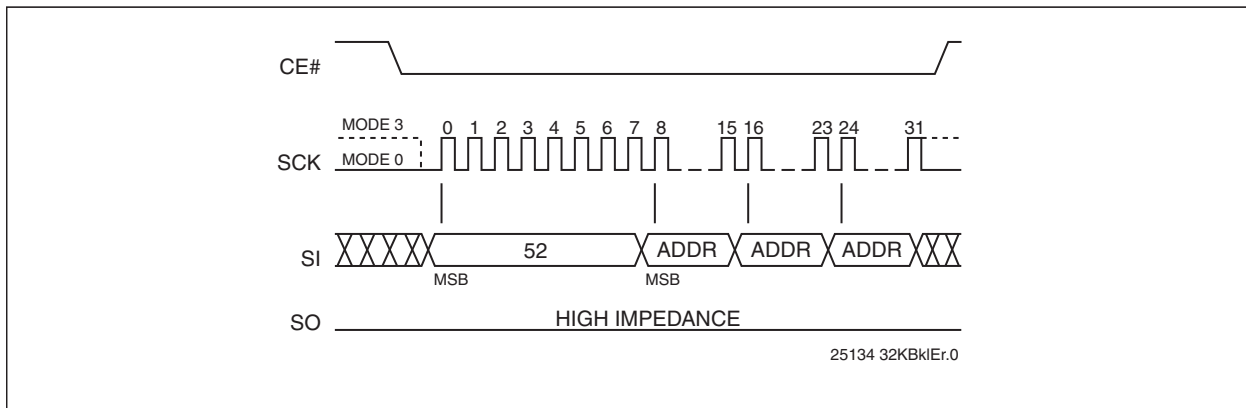 CE#
MODE 3 0 1 2 3 4 5 6 7 8 15 16 23 24 31
SCK MODE 0
SI 52 ADDR ADDR ADDR
MSB MSB
SO HIGH IMPEDANCE
25134 32KBklEr.0